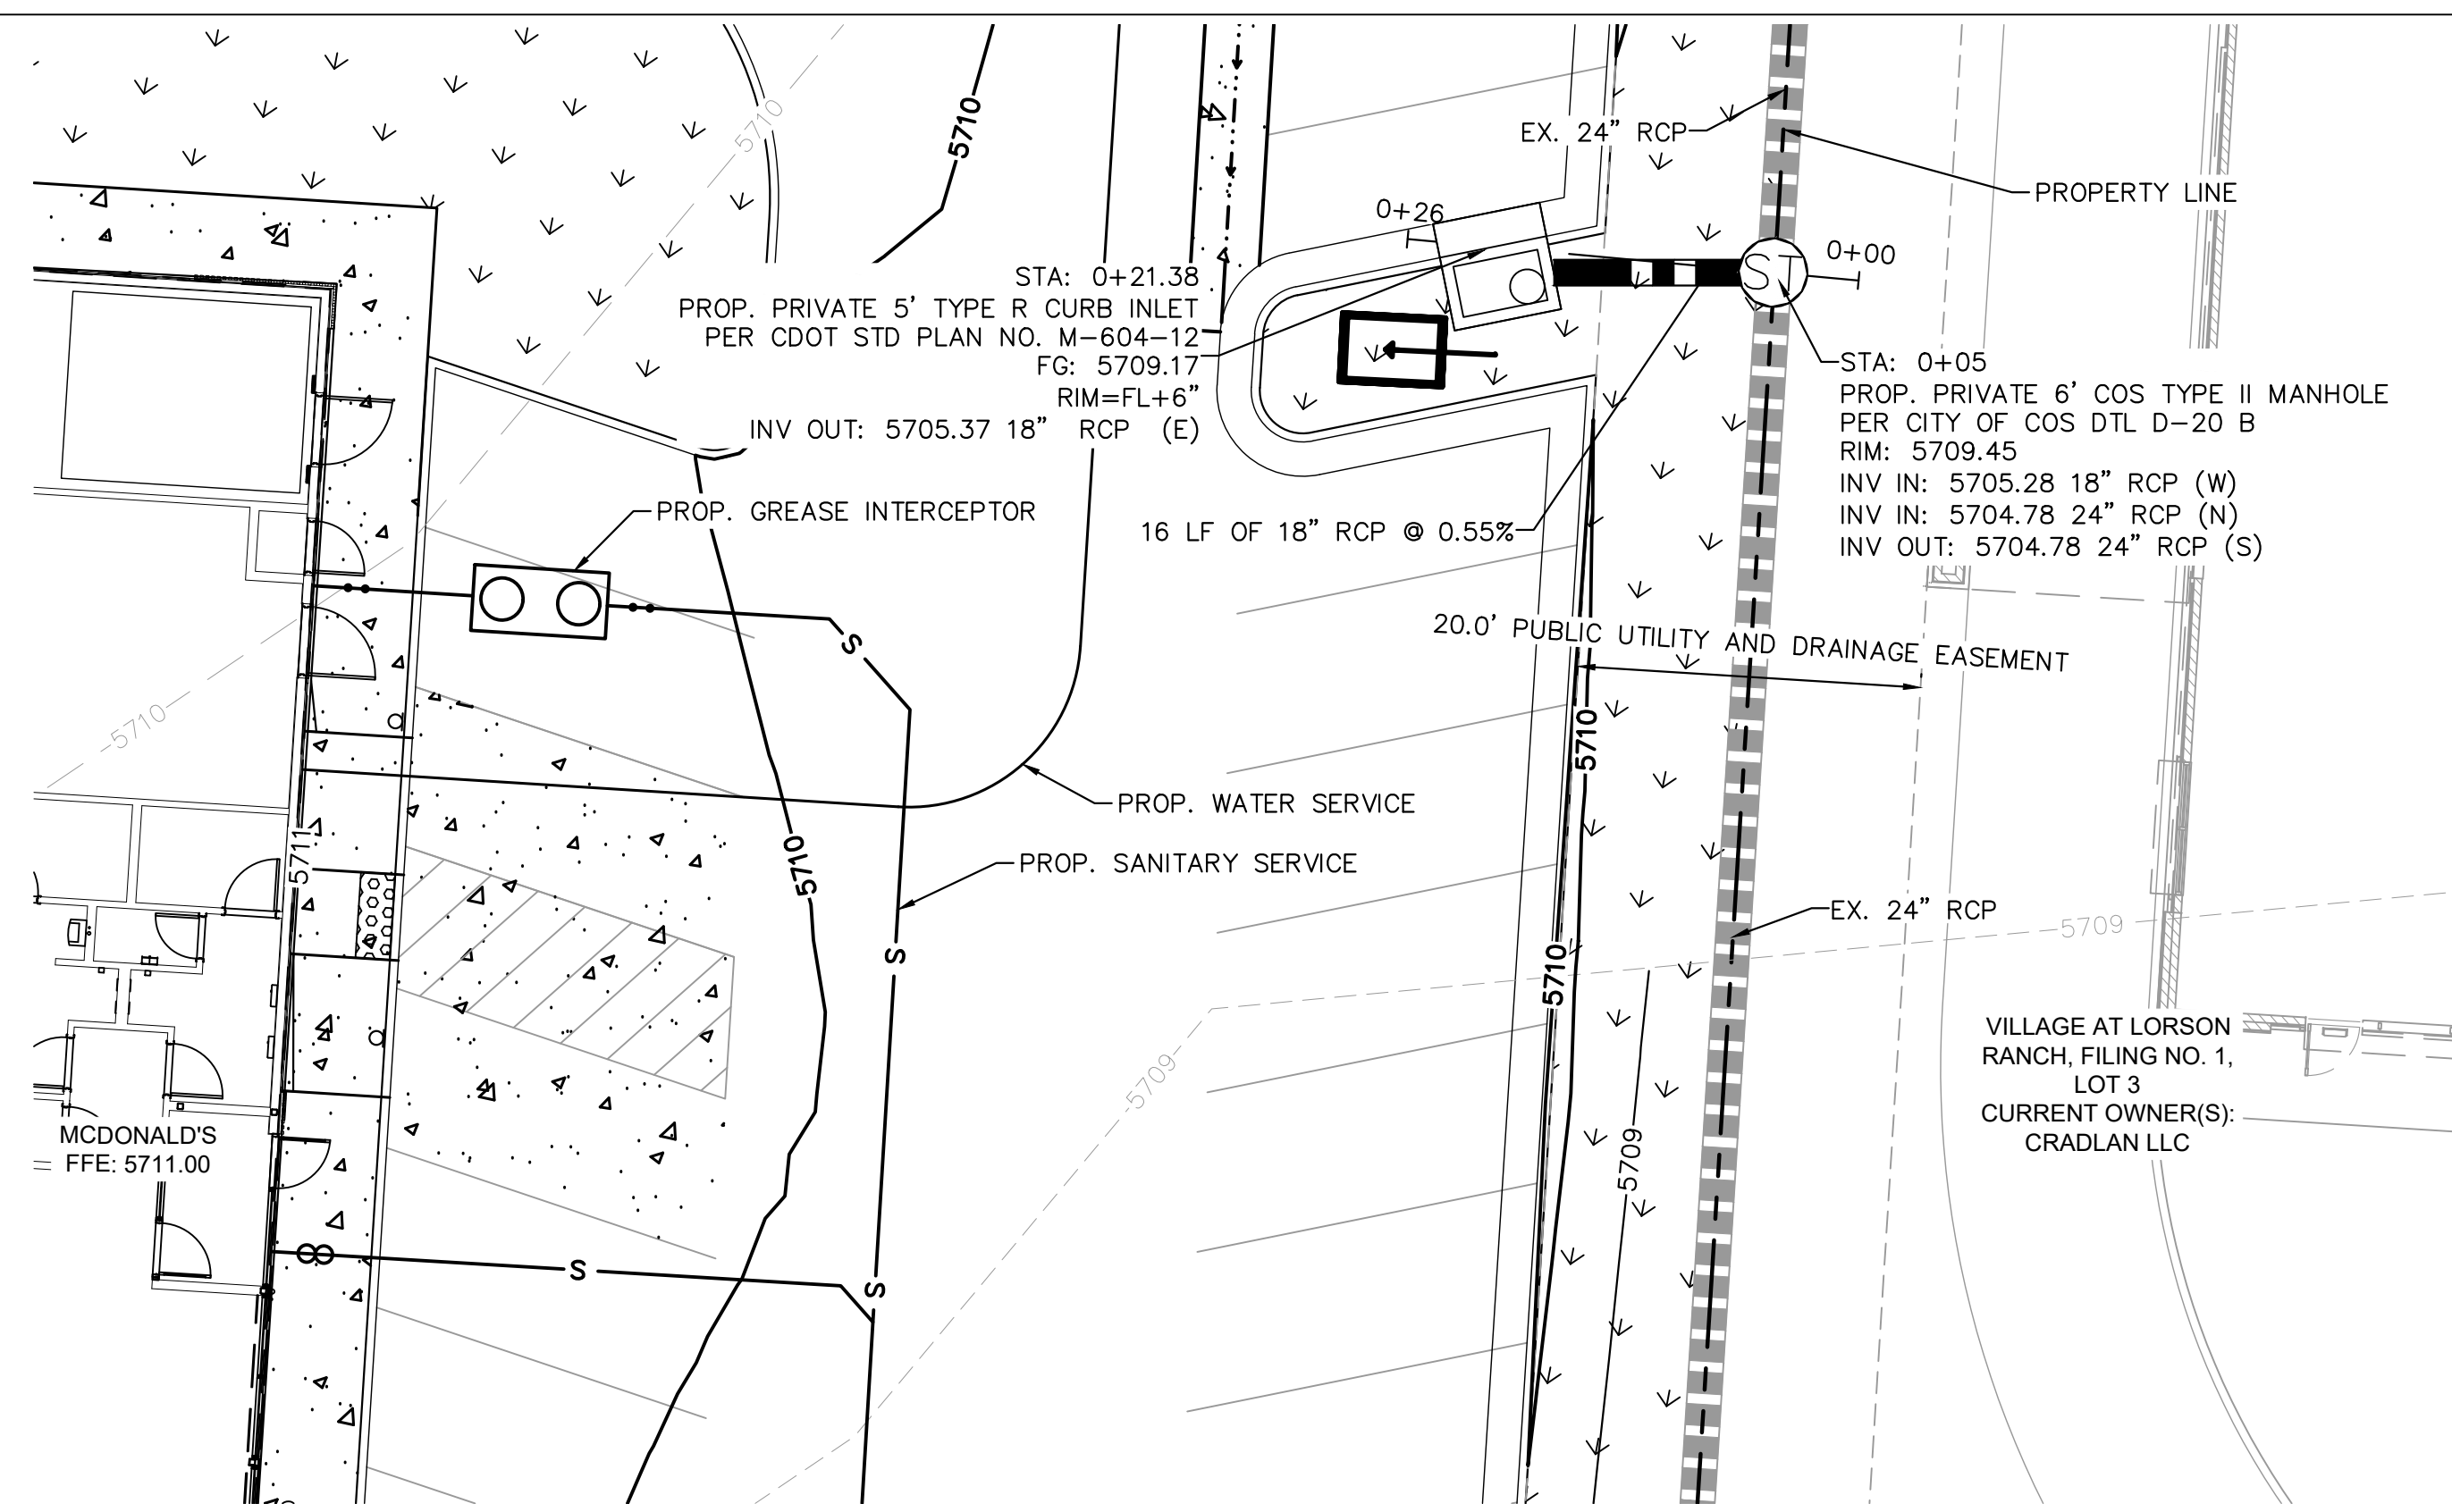 5710
5710
EX. 24” RCP
PROPERTY LINE
0+26
0+00
ST
STA: 0+21.38
PROP. PRIVATE 5’ TYPE R CURB INLET
PER CDOT STD PLAN NO. M-604-12
FG: 5709.17
RIM=FL+6”
INV OUT: 5705.37 18” RCP (E)
STA: 0+05
PROP. PRIVATE 6’ COS TYPE II MANHOLE
PER CITY OF COS DTL D-20 B
RIM: 5709.45
INV IN: 5705.28 18” RCP (W)
INV IN: 5704.78 24” RCP (N)
INV OUT: 5704.78 24” RCP (S)
PROP. GREASE INTERCEPTOR
16 LF OF 18” RCP @ 0.55%
20.0’ PUBLIC UTILITY AND DRAINAGE EASEMENT
S
5710
5710
PROP. WATER SERVICE
5711
5710
PROP. SANITARY SERVICE
EX. 24” RCP
5709
S
5710
5709
VILLAGE AT LORSON
RANCH, FILING NO. 1,
LOT 3
CURRENT OWNER(S):
CRADLAN LLC
MCDONALD'S
FFE: 5711.00
5709
S
S